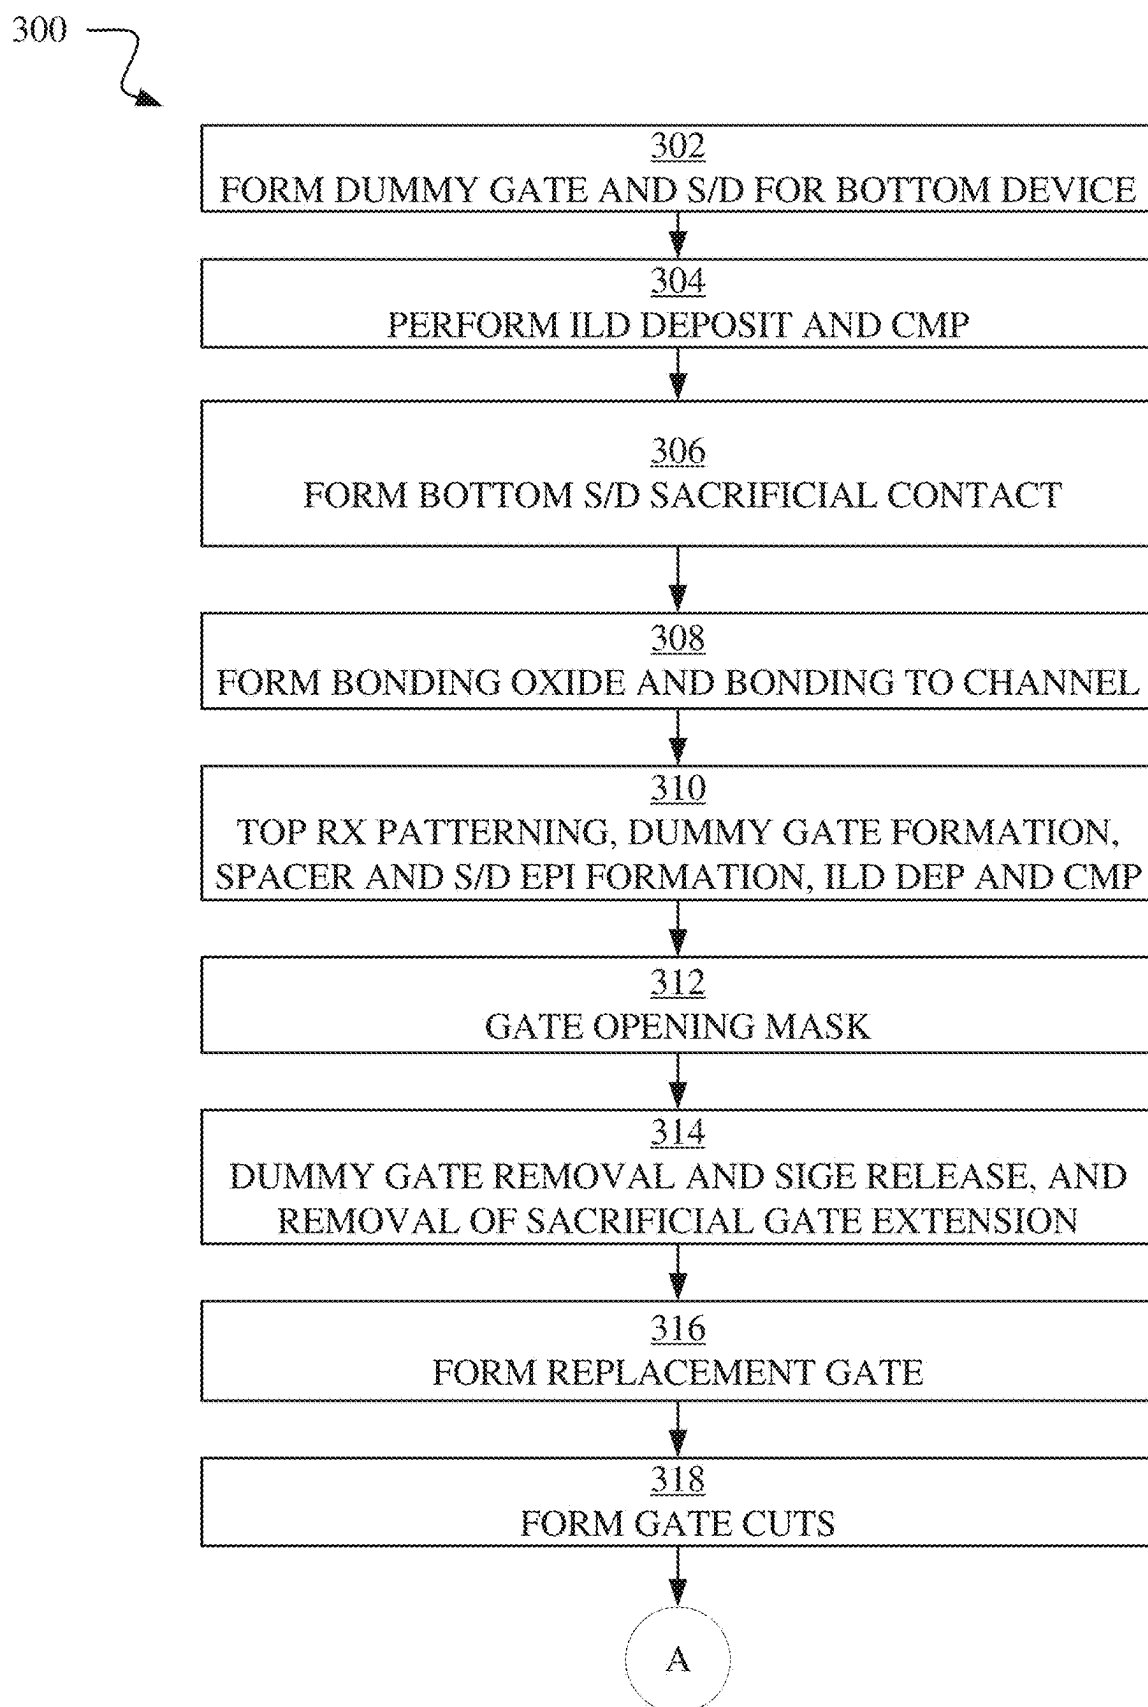 300
302
FORM DUMMY GATE AND S/D FOR BOTTOM DEVICE
304
PERFORM ILD DEPOSIT AND CMP
306
FORM BOTTOM S/D SACRIFICIAL CONTACT
308
FORM BONDING OXIDE AND BONDING TO CHANNEL
310
TOP RX PATTERNING, DUMMY GATE FORMATION,
SPACER AND S/D EPI FORMATION, ILD DEP AND CMP
312
GATE OPENING MASK
314
DUMMY GATE REMOVAL AND SIGE RELEASE, AND
REMOVAL OF SACRIFICIAL GATE EXTENSION
316
FORM REPLACEMENT GATE
318
FORM GATE CUTS
A